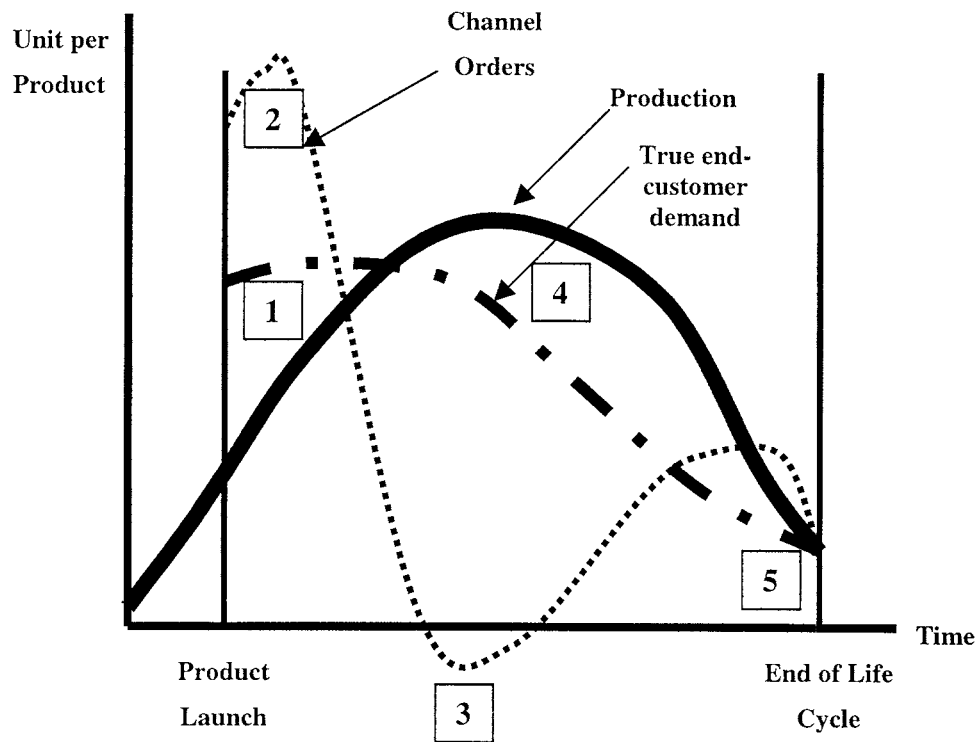 Unit per
Product
Channel
Orders
Production
True end-
customer
demand
2
1
4
5
3
Time
Product
Launch
End of Life
Cycle